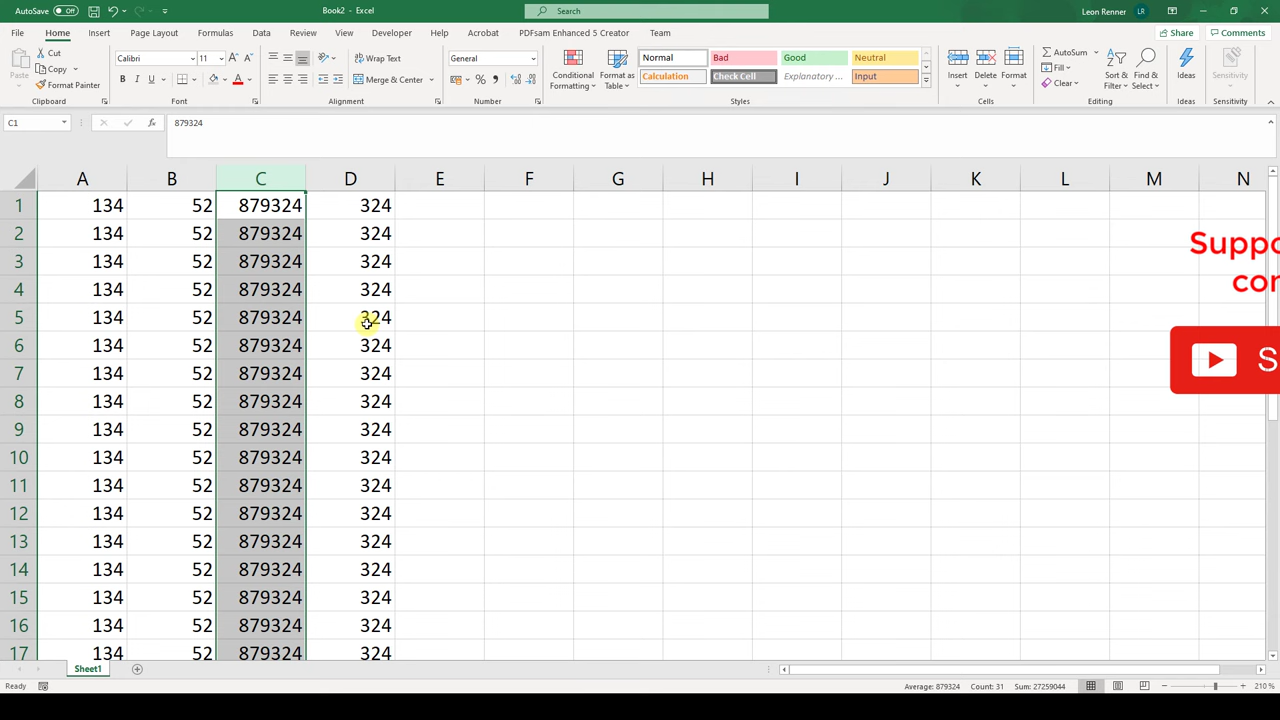 AutoSave Off Book2 - Excel Search Leon Renner LR
File Home Insert Page Layout Formulas Data Review View Developer Help Acrobat PDFsam Enhanced 5 Creator Team Share Comments
Paste Cut Copy Format Painter Clipboard
Calibri 11 B I U Font
Wrap Text Merge & Center Alignment
General % Number
Conditional Formatting Format as Table
Normal Bad Good Neutral
Calculation Check Cell Explanatory ... Input
Styles
Insert Delete Format Cells
AutoSum Fill Clear Sort & Filter Find & Select Editing
Ideas Ideas
Sensitivity Sensitivity
C1 fx 879324
A B C D E F G H I J K L M N
1 134 52 879324 324
2 134 52 879324 324
3 134 52 879324 324
4 134 52 879324 324
5 134 52 879324 324
6 134 52 879324 324
7 134 52 879324 324
8 134 52 879324 324
9 134 52 879324 324
10 134 52 879324 324
11 134 52 879324 324
12 134 52 879324 324
13 134 52 879324 324
14 134 52 879324 324
15 134 52 879324 324
16 134 52 879324 324
17 134 52 879324 324
Suppo
con
S
Sheet1
Ready Average: 879324 Count: 31 Sum: 27259044 210 %